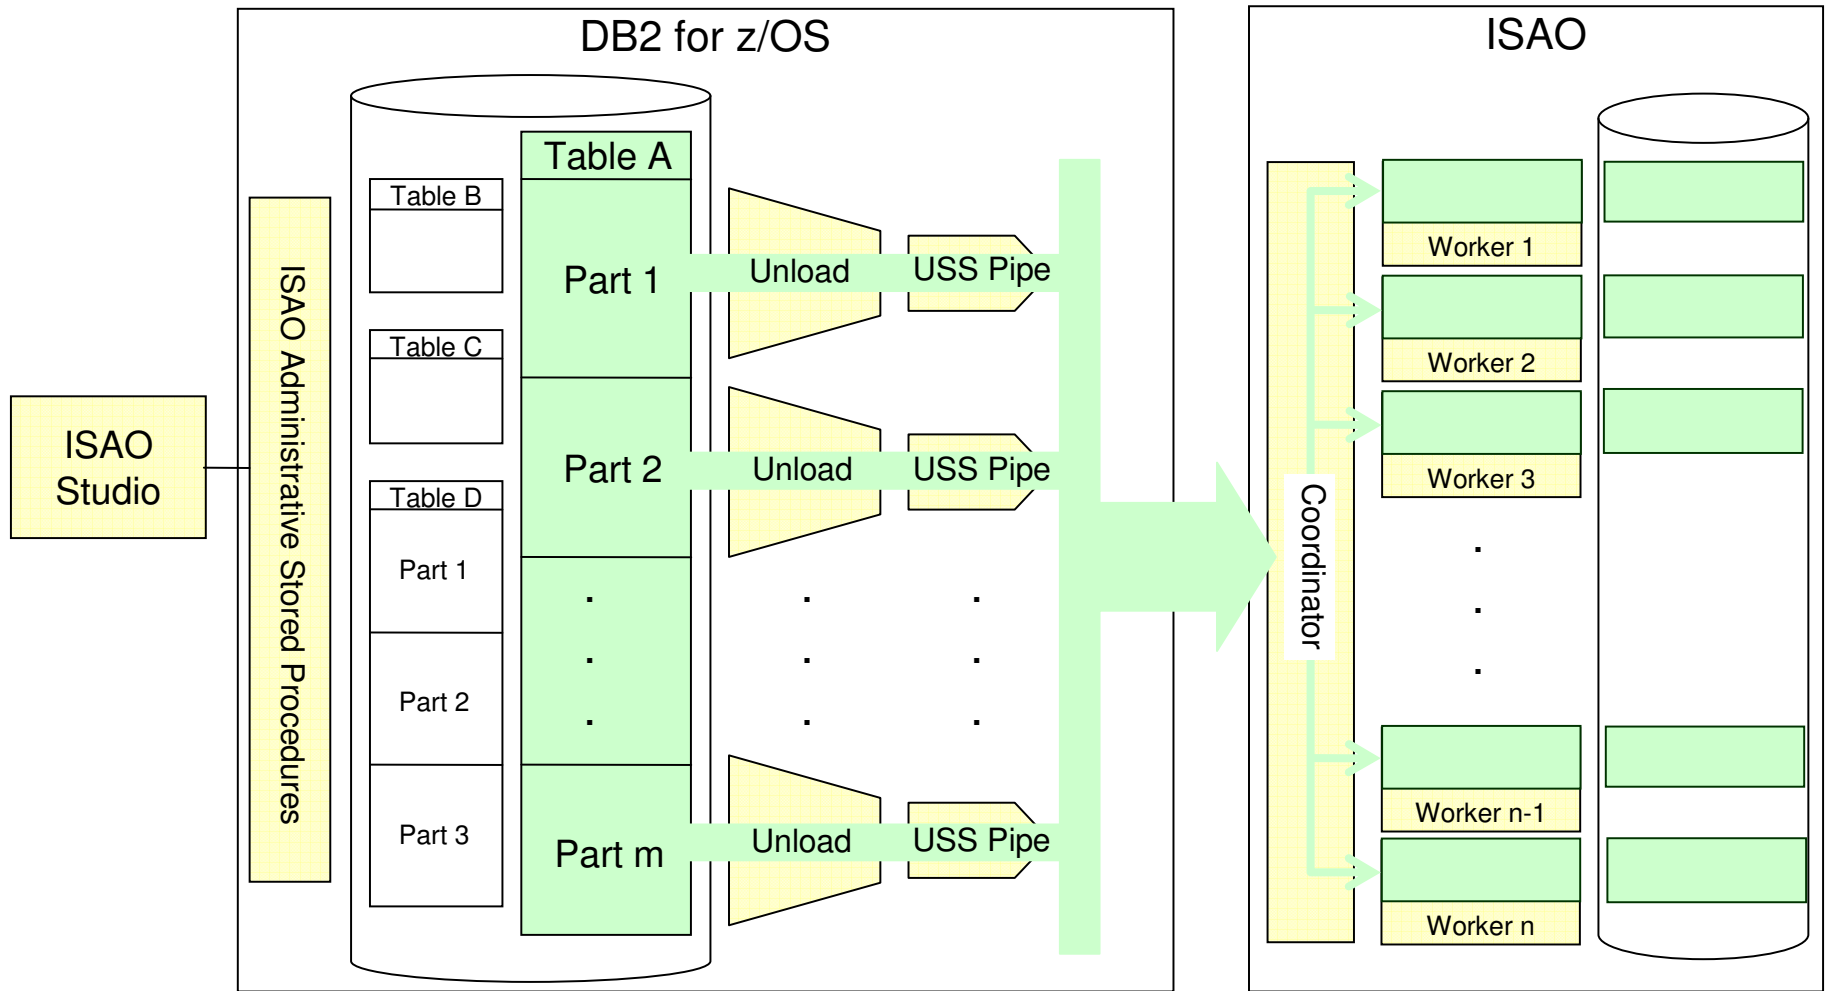 DB2 for z/OS
ISAO
ISAO
Studio
ISAO Administrative Stored Procedures
Table B
Table C
Table D
Part 1
Part 2
Part 3
Table A
Part 1
Part 2
.
.
.
Part m
Unload
USS Pipe
Unload
USS Pipe
.
.
.
.
.
.
Unload
USS Pipe
Coordinator
Worker 1
Worker 2
Worker 3
.
.
.
Worker n-1
Worker n